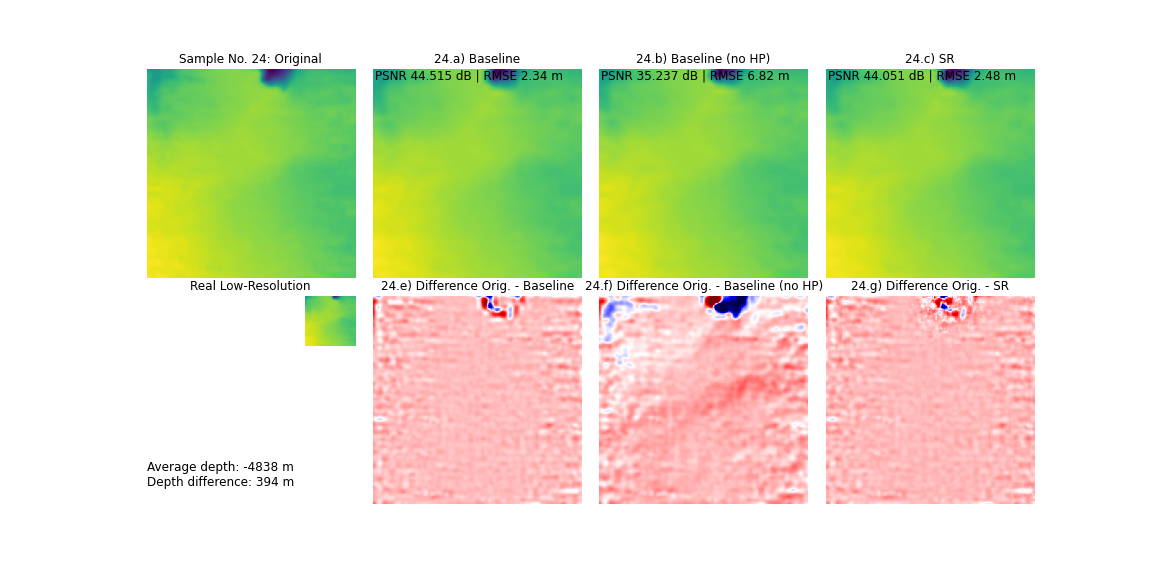 Sample No. 24: Original
24.a) Baseline
24.b) Baseline (no HP)
24.c) SR
PSNR 44.515 dB | RMSE 2.34 m
PSNR 35.237 dB | RMSE 6.82 m
PSNR 44.051 dB | RMSE 2.48 m
Real Low-Resolution
24.e) Difference Orig. - Baseline
24.f) Difference Orig. - Baseline (no HP)
24.g) Difference Orig. - SR
Average depth: -4838 m
Depth difference: 394 m